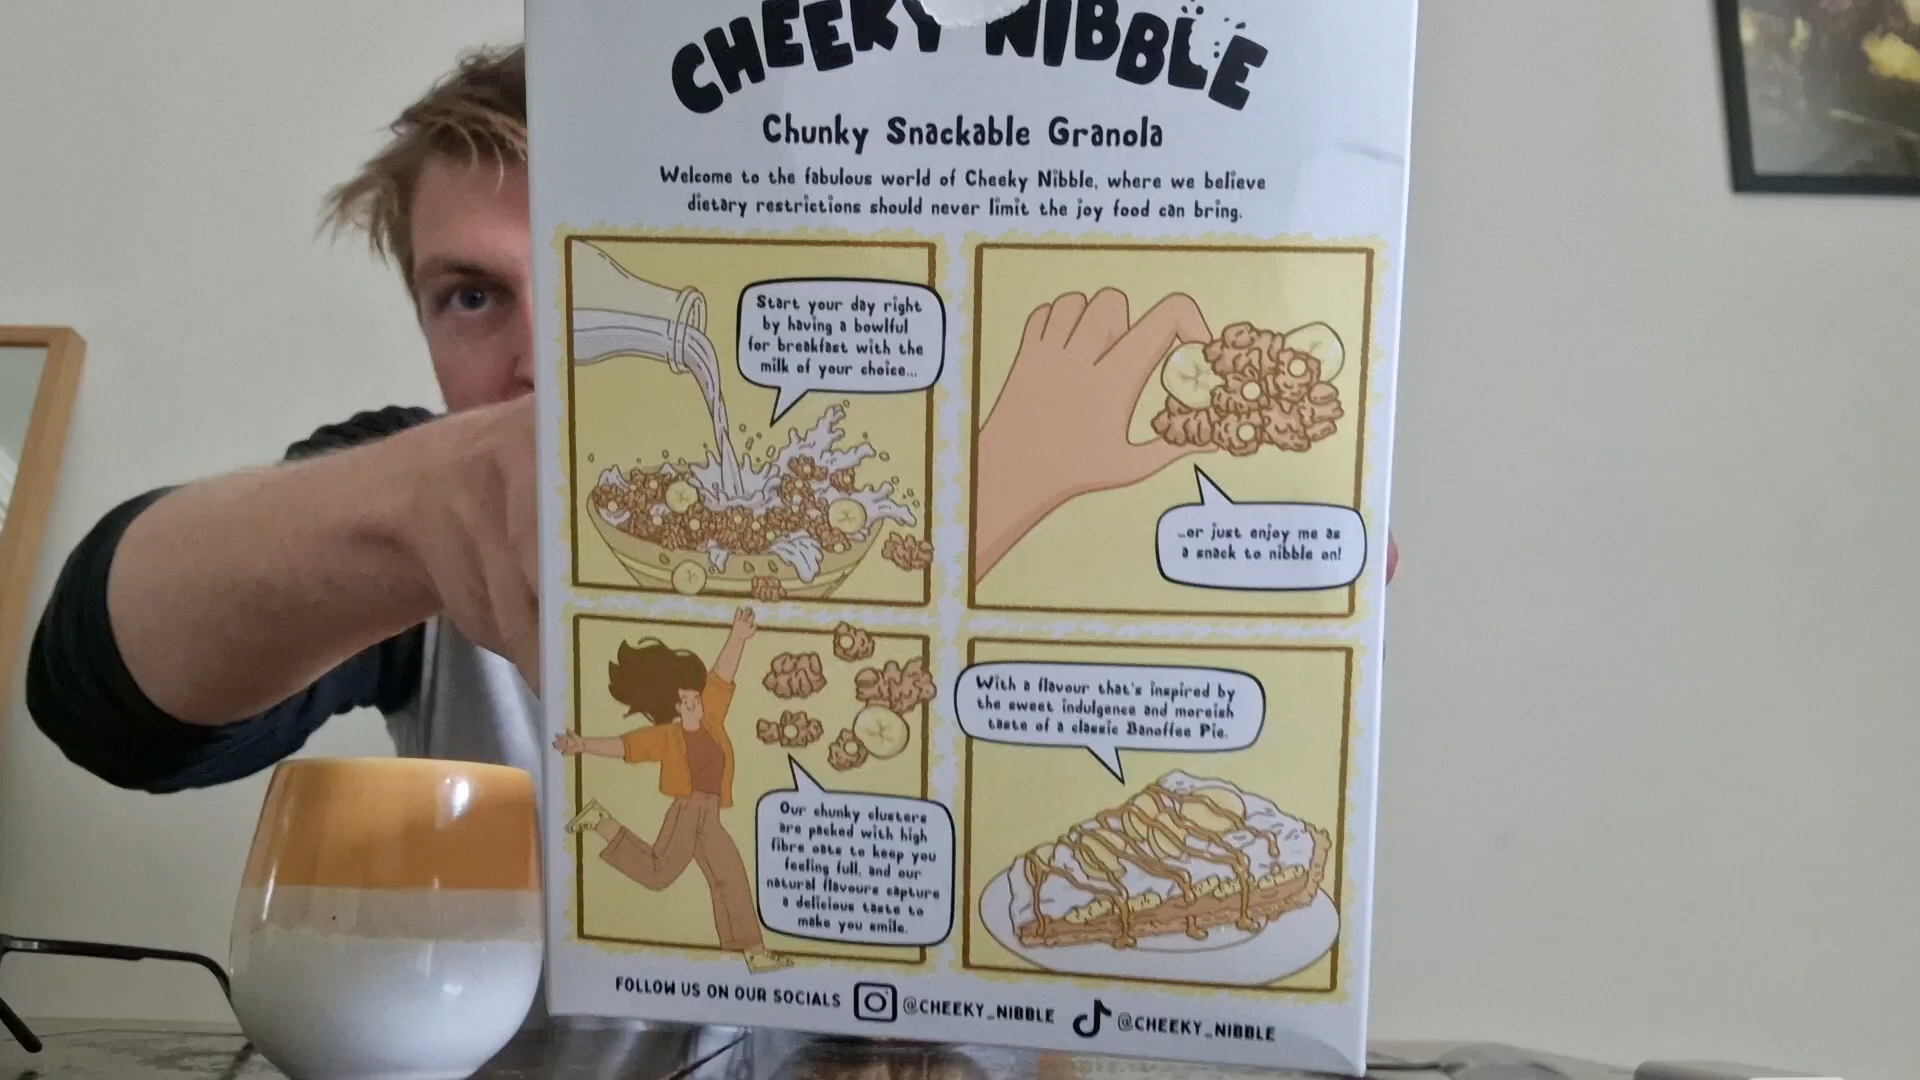 CHEEKY NIBBLE
Chunky Snackable Granola
Welcome to the fabulous world of Cheeky Nibble, where we believe
dietary restrictions should never limit the joy food can bring.
Start your day right
by having a bowlful
for breakfast with the
milk of your choice...
...or just enjoy me as
a snack to nibble on!
Our chunky clusters
are packed with high
fibre oats to keep you
feeling full, and our
natural flavours capture
a delicious taste to
make you smile.
With a flavour that's inspired by
the sweet indulgence and moreish
taste of a classic Banoffee Pie.
FOLLOW US ON OUR SOCIALS @CHEEKY_NIBBLE @CHEEKY_NIBBLE